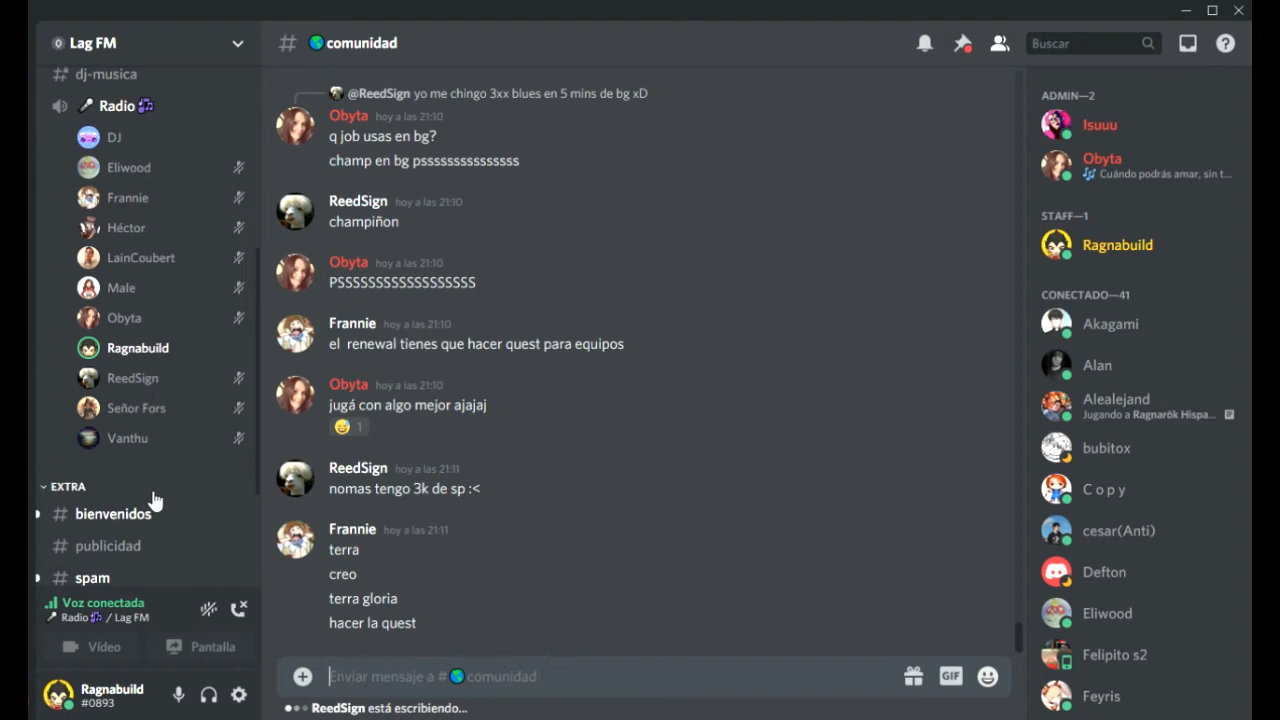 Lag FM
dj-musica
Radio
DJ
Eliwood
Frannie
Héctor
LainCoubert
Male
Obyta
Ragnabuild
ReedSign
Señor Fors
Vanthu
EXTRA
bienvenidos
publicidad
spam
Voz conectada
Radio / Lag FM
Vídeo
Pantalla
Ragnabuild
#0893
comunidad
Buscar
@ReedSign yo me chingo 3xx blues en 5 mins de bg xD
Obyta hoy a las 21:10
q job usas en bg?
champ en bg psssssssssssssss
ReedSign hoy a las 21:10
champiñon
Obyta hoy a las 21:10
PSSSSSSSSSSSSSSSSSS
Frannie hoy a las 21:10
el renewal tienes que hacer quest para equipos
Obyta hoy a las 21:10
jugá con algo mejor ajajaj
1
ReedSign hoy a las 21:11
nomas tengo 3k de sp :<
Frannie hoy a las 21:11
terra
creo
terra gloria
hacer la quest
Enviar mensaje a #comunidad
GIF
ReedSign está escribiendo...
ADMIN—2
Isuuu
Obyta
Cuándo podrás amar, sin t...
STAFF—1
Ragnabuild
CONECTADO—41
Akagami
Alan
Alealejand
Jugando a Ragnarök Hispa...
bubitox
C o p y
cesar(Anti)
Defton
Eliwood
Felipito s2
Feyris